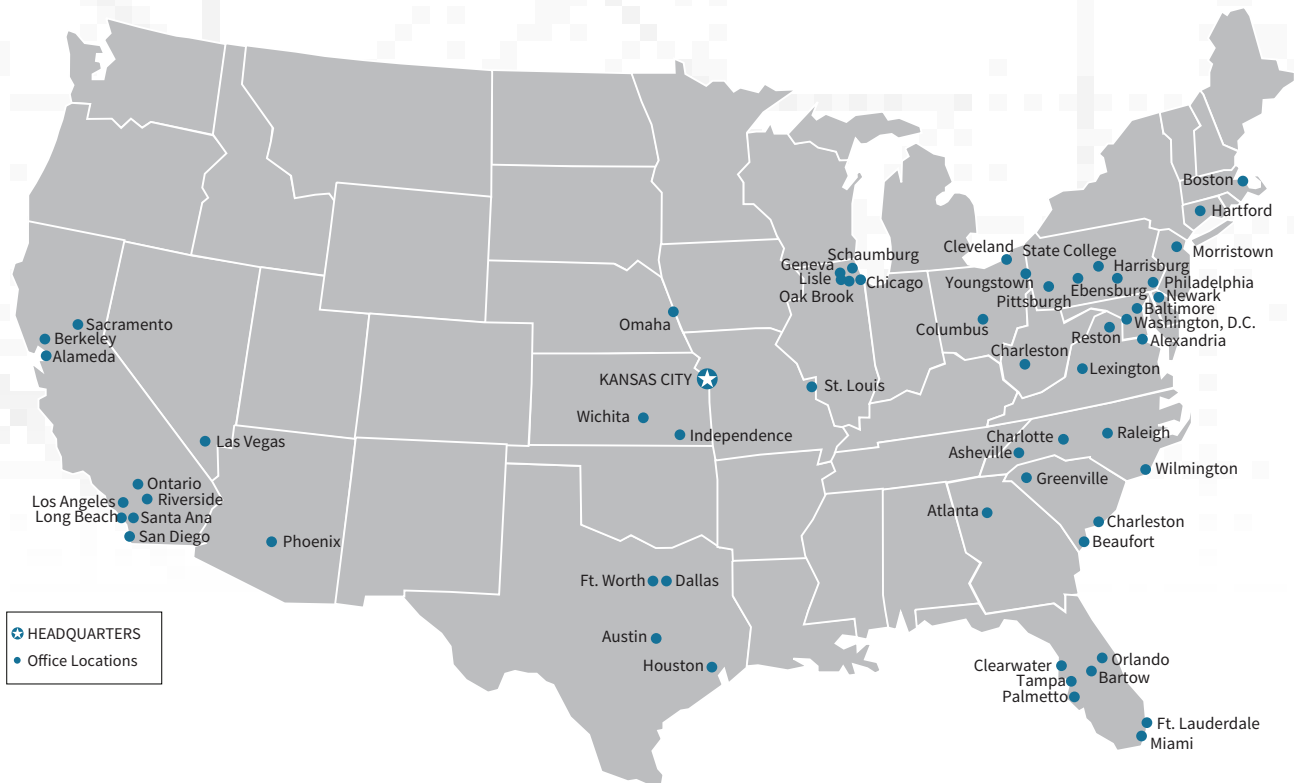 Boston
Hartford
Cleveland
State College
Morristown
Schaumburg
Geneva
Harrisburg
Lisle
Chicago
Youngstown
Ebensburg
Philadelphia
Oak Brook
Pittsburgh
Newark
Baltimore
Omaha
Columbus
Washington, D.C.
Sacramento
Reston
Berkeley
Alexandria
Alameda
Charleston
Lexington
KANSAS CITY
St. Louis
Wichita
Independence
Charlotte
Raleigh
Las Vegas
Asheville
Wilmington
Ontario
Greenville
Los Angeles
Riverside
Long Beach
Santa Ana
Atlanta
Charleston
San Diego
Phoenix
Beaufort
Ft. Worth
Dallas
HEADQUARTERS
Office Locations
Austin
Houston
Clearwater
Orlando
Tampa
Bartow
Palmetto
Ft. Lauderdale
Miami